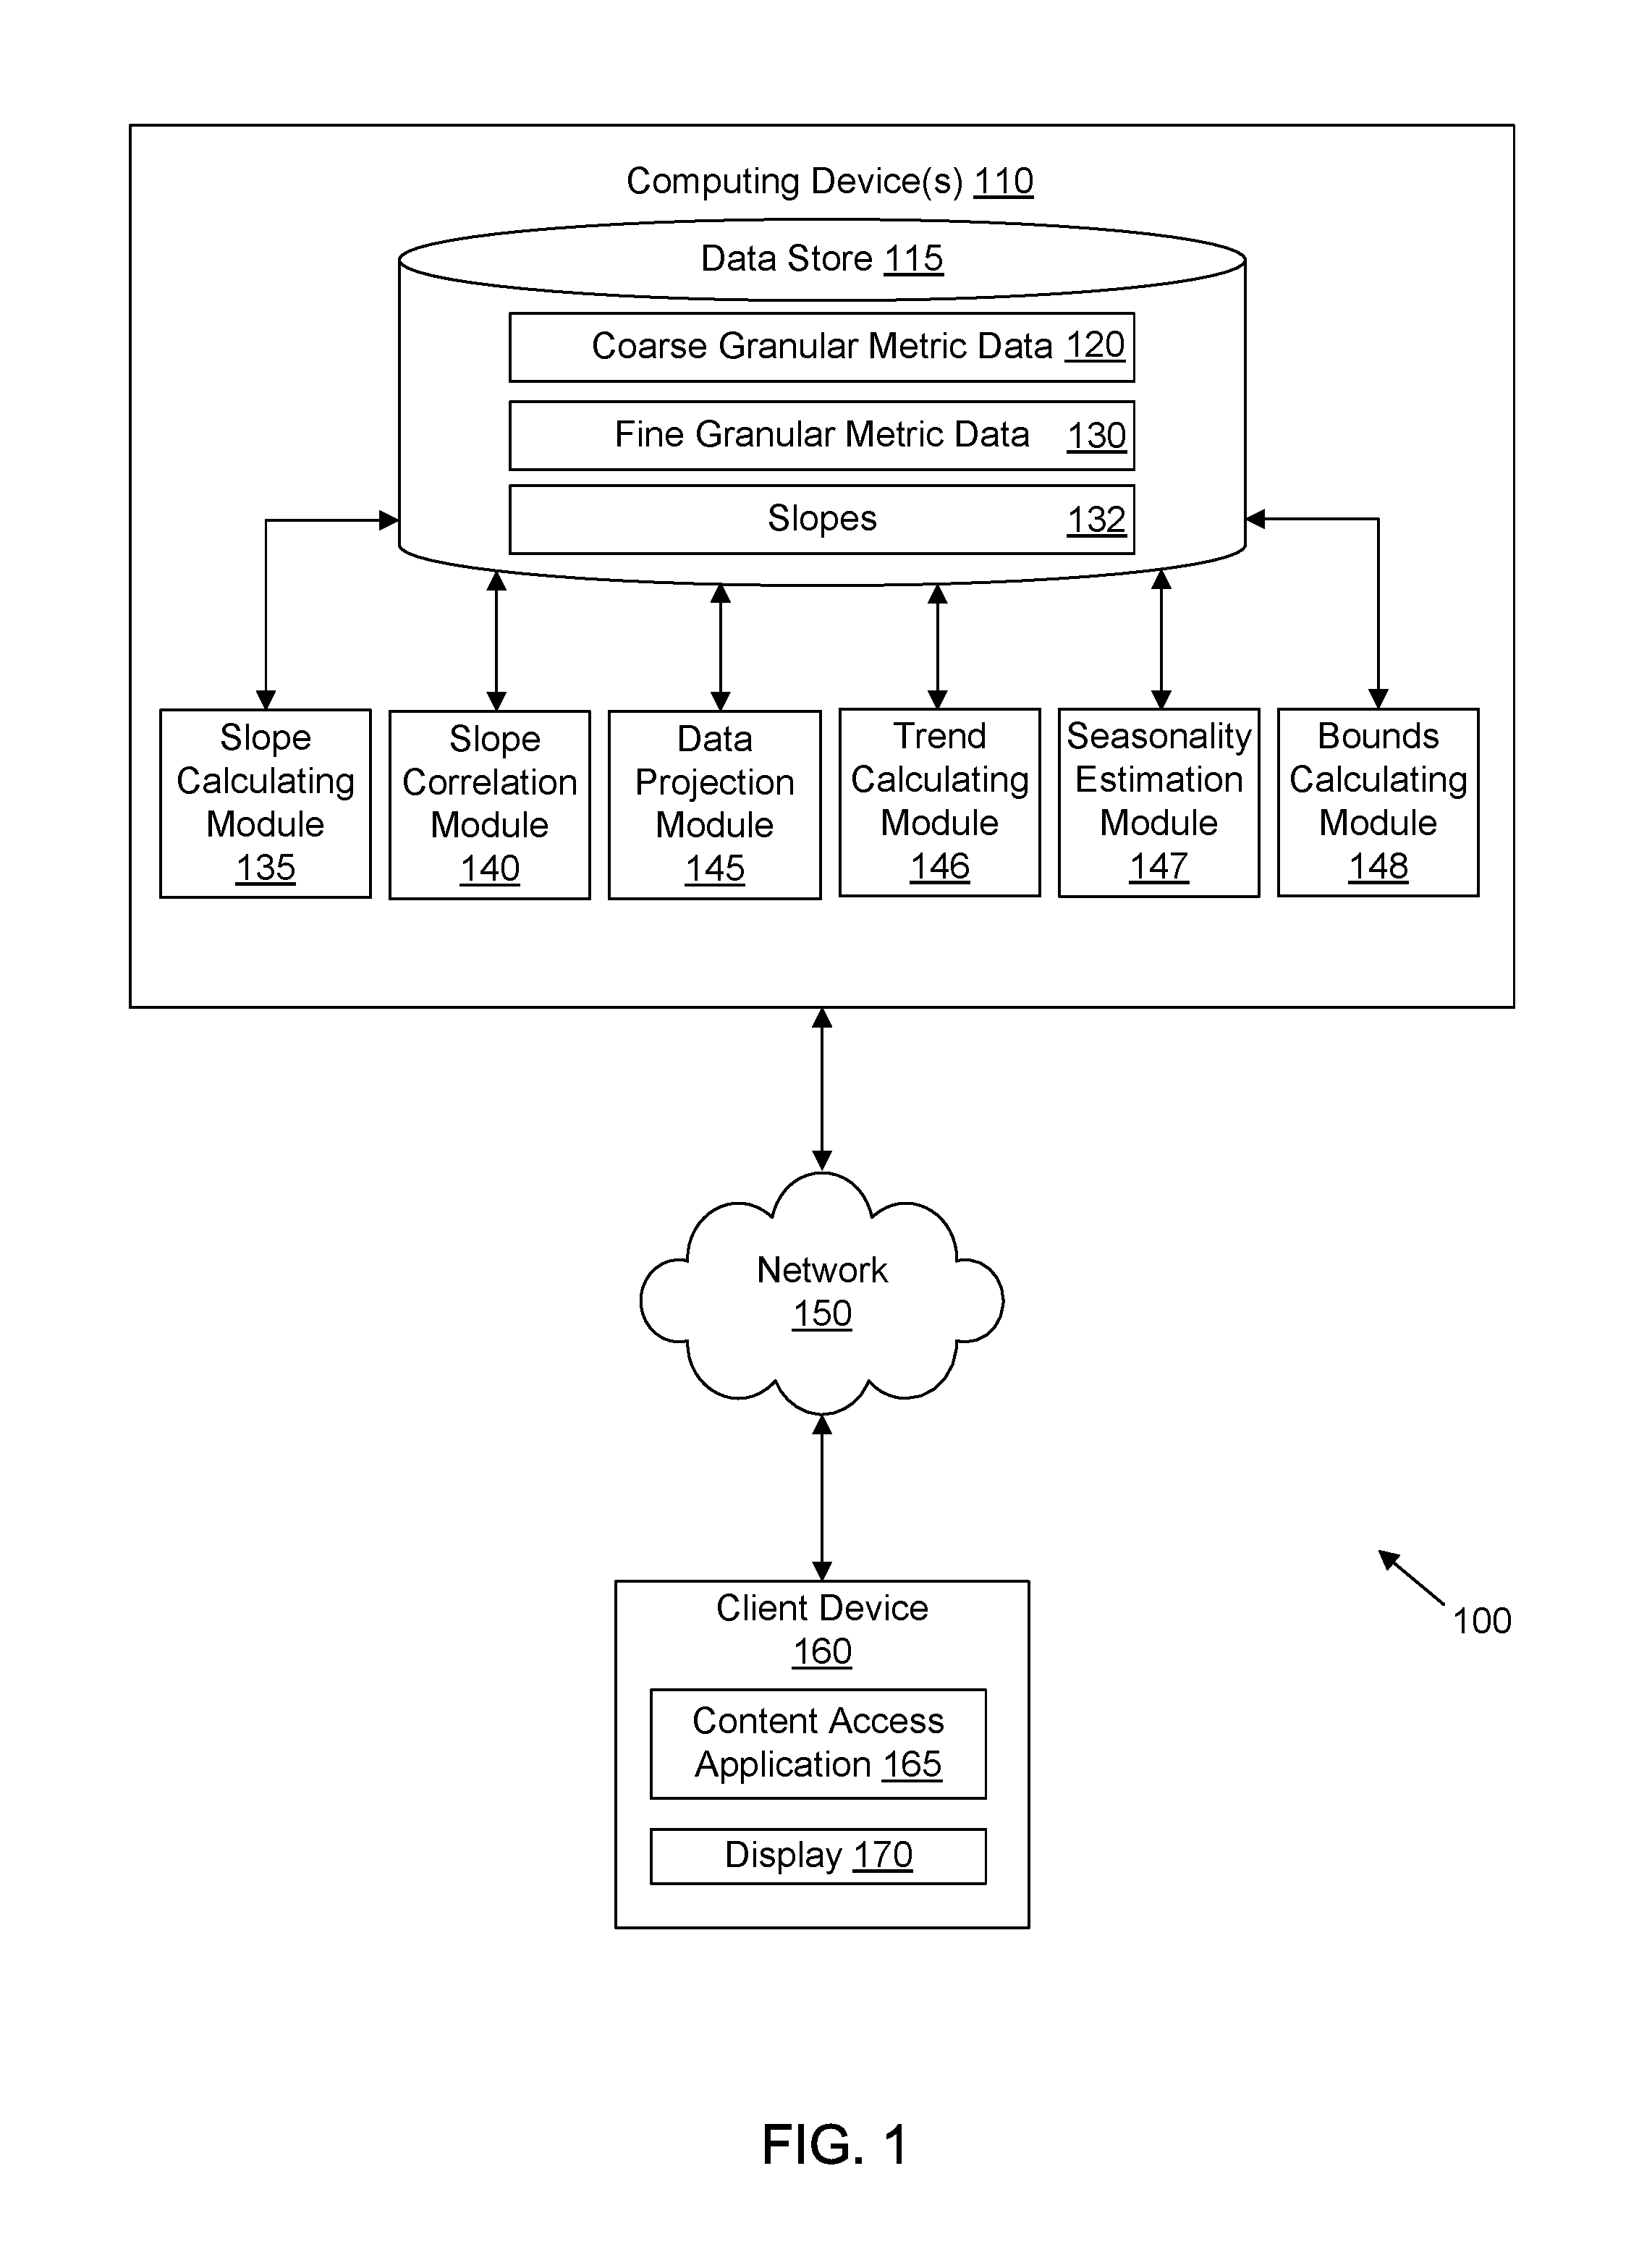 Computing Device(s) 110
Data Store 115
Coarse Granular Metric Data 120
Fine Granular Metric Data 130
Slopes 132
Slope
Calculating
Module
135
Slope
Correlation
Module
140
Data
Projection
Module
145
Trend
Calculating
Module
146
Seasonality
Estimation
Module
147
Bounds
Calculating
Module
148
Network
150
Client Device
160
Content Access
Application 165
Display 170
100
FIG. 1